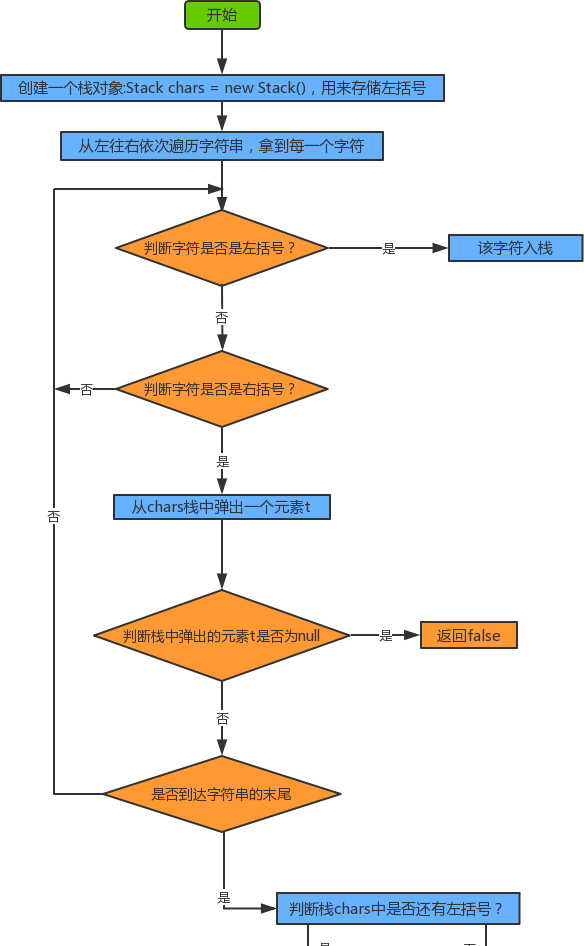 开始
创建一个栈对象:Stack chars = new Stack()，用来存储左括号
从左往右依次遍历字符串，拿到每一个字符
判断字符是否是左括号？
是
该字符入栈
否
判断字符是否是右括号？
否
是
从chars栈中弹出一个元素t
否
判断栈中弹出的元素t是否为null
是
返回false
否
是否到达字符串的末尾
是
判断栈chars中是否还有左括号？